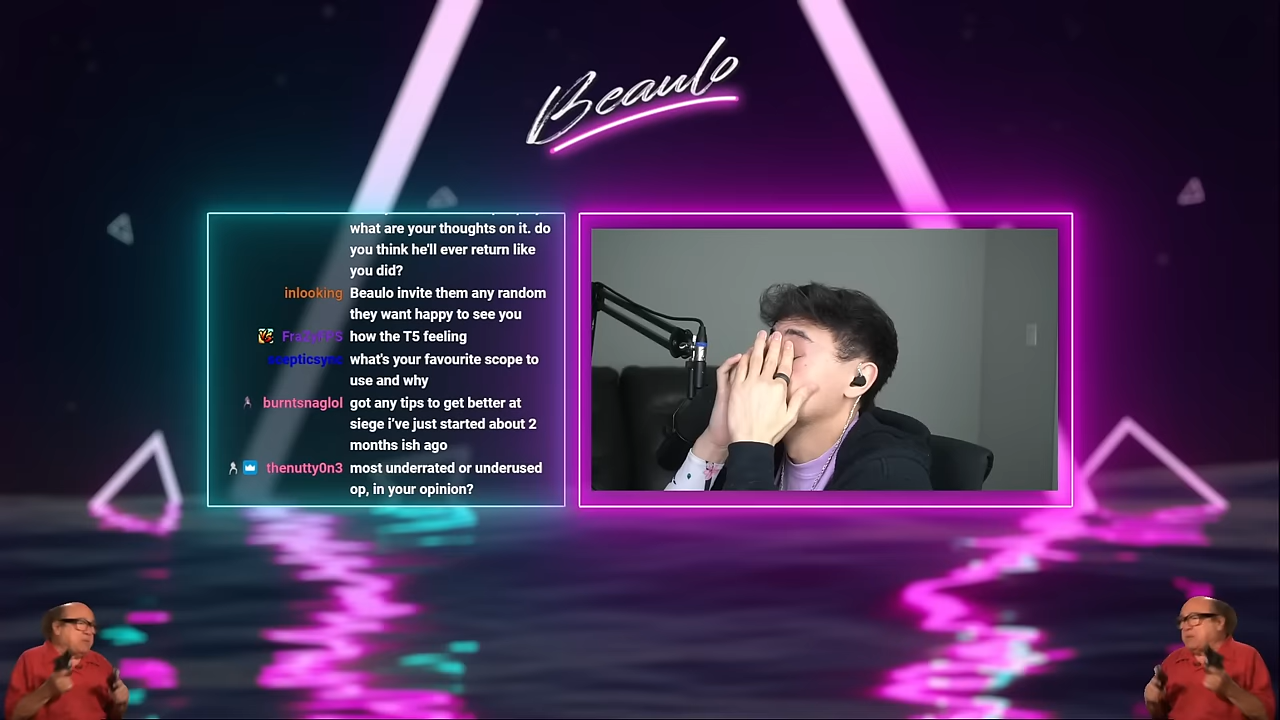 Beaulo
what are your thoughts on it. do
you think he'll ever return like
you did?
inlooking Beaulo invite them any random
they want happy to see you
how the T5 feeling
what's your favourite scope to
use and why
burntsnaglol got any tips to get better at
siege i've just started about 2
months ish ago
thenutty0n3 most underrated or underused
op, in your opinion?